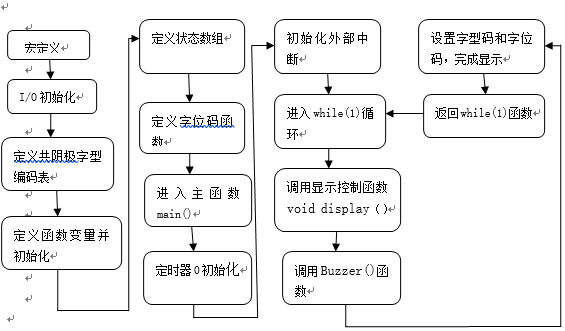 宏定义
I/O初始化
定义共阴极字型
编码表
定义函数变量并
初始化
定义状态数组
定义字位码函
数
进入主函数
main()
定时器0初始化
初始化外部中
断
进入while(1)循
环
调用显示控制函数
void display ()
调用Buzzer()函
数
设置字型码和字位
码，完成显示
返回while(1)函数